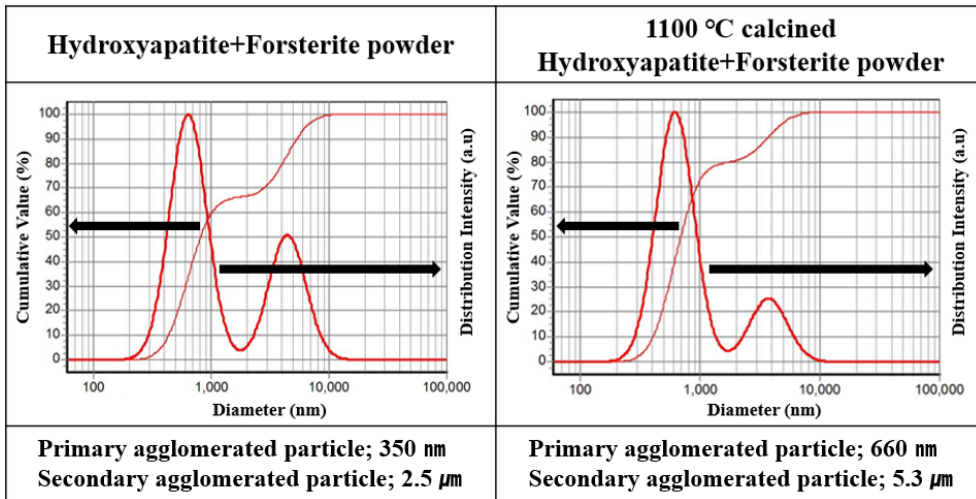 Hydroxyapatite+Forsterite powder
1100 ℃ calcined
Hydroxyapatite+Forsterite powder
Cumulative Value (%)
100
90
80
70
60
50
40
30
20
10
0
100
1,000
10,000
100,000
Diameter (nm)
Distribution Intensity (a.u)
Cumulative Value (%)
100
90
80
70
60
50
40
30
20
10
0
100
1,000
10,000
100,000
Diameter (nm)
Distribution Intensity (a.u)
Primary agglomerated particle; 350 ㎚
Secondary agglomerated particle; 2.5 ㎛
Primary agglomerated particle; 660 ㎚
Secondary agglomerated particle; 5.3 ㎛